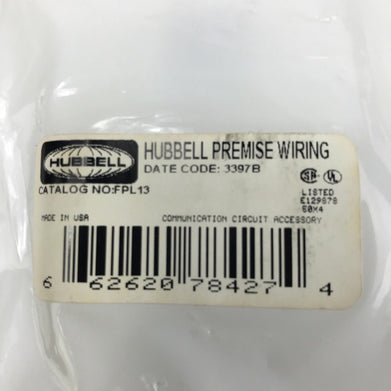 HUBBELL
HUBBELL PREMISE WIRING
DATE CODE: 3397B
CATALOG NO:FPL13
LISTED
E129878
60X4
MADE IN USA
COMMUNICATION CIRCUIT ACCESSORY
6 62620 78427 4